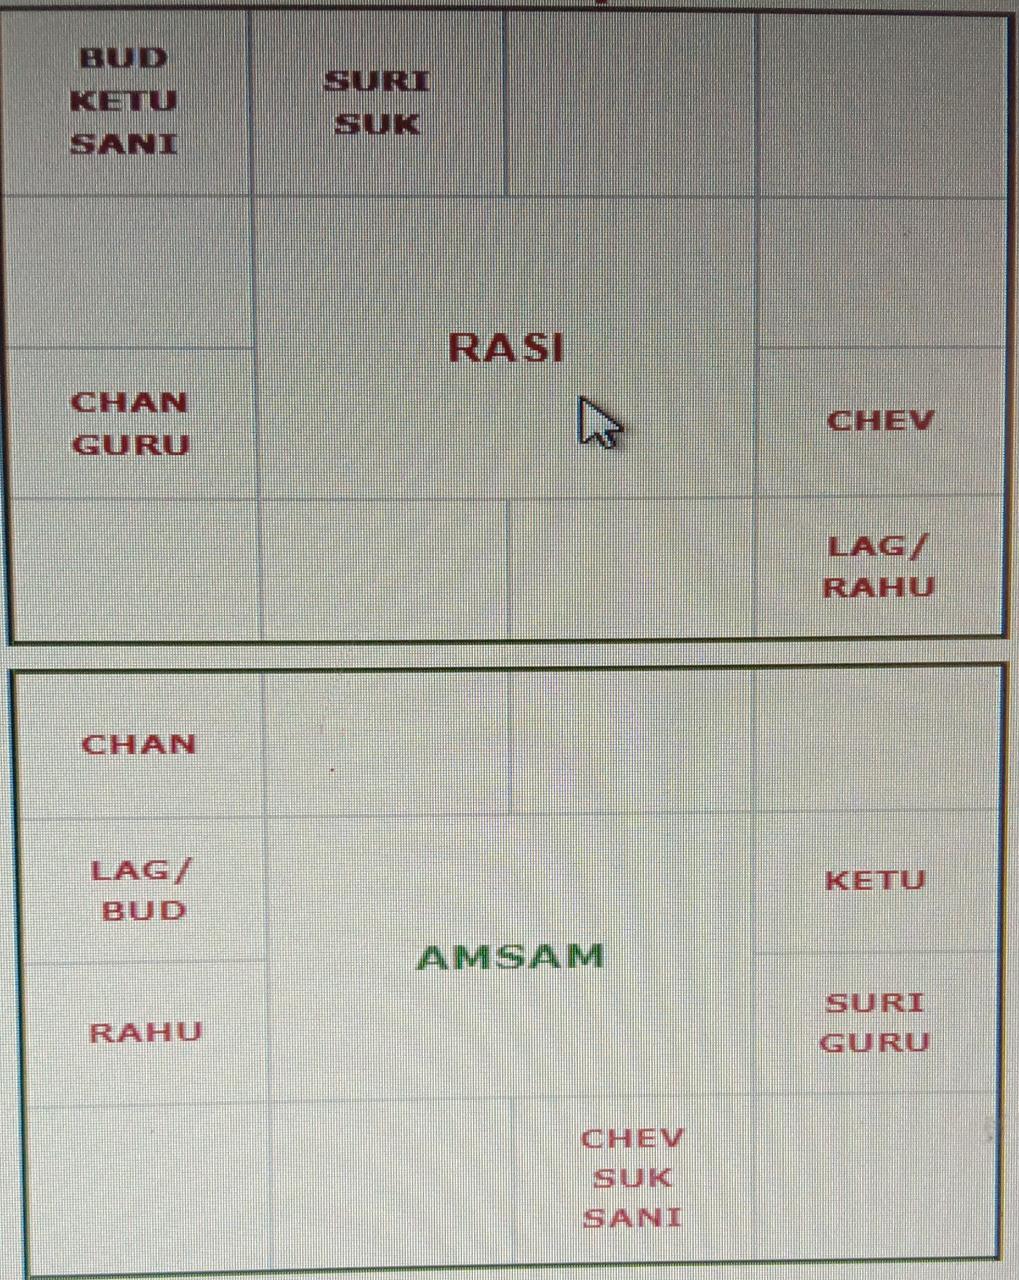 BUD
KETU
SANI
SURI
SUK
RASI
CHAN
GURU
CHEV
LAG/
RAHU
CHAN
LAG/
BUD
KETU
AMSAM
RAHU
SURI
GURU
CHEV
SUK
SANI